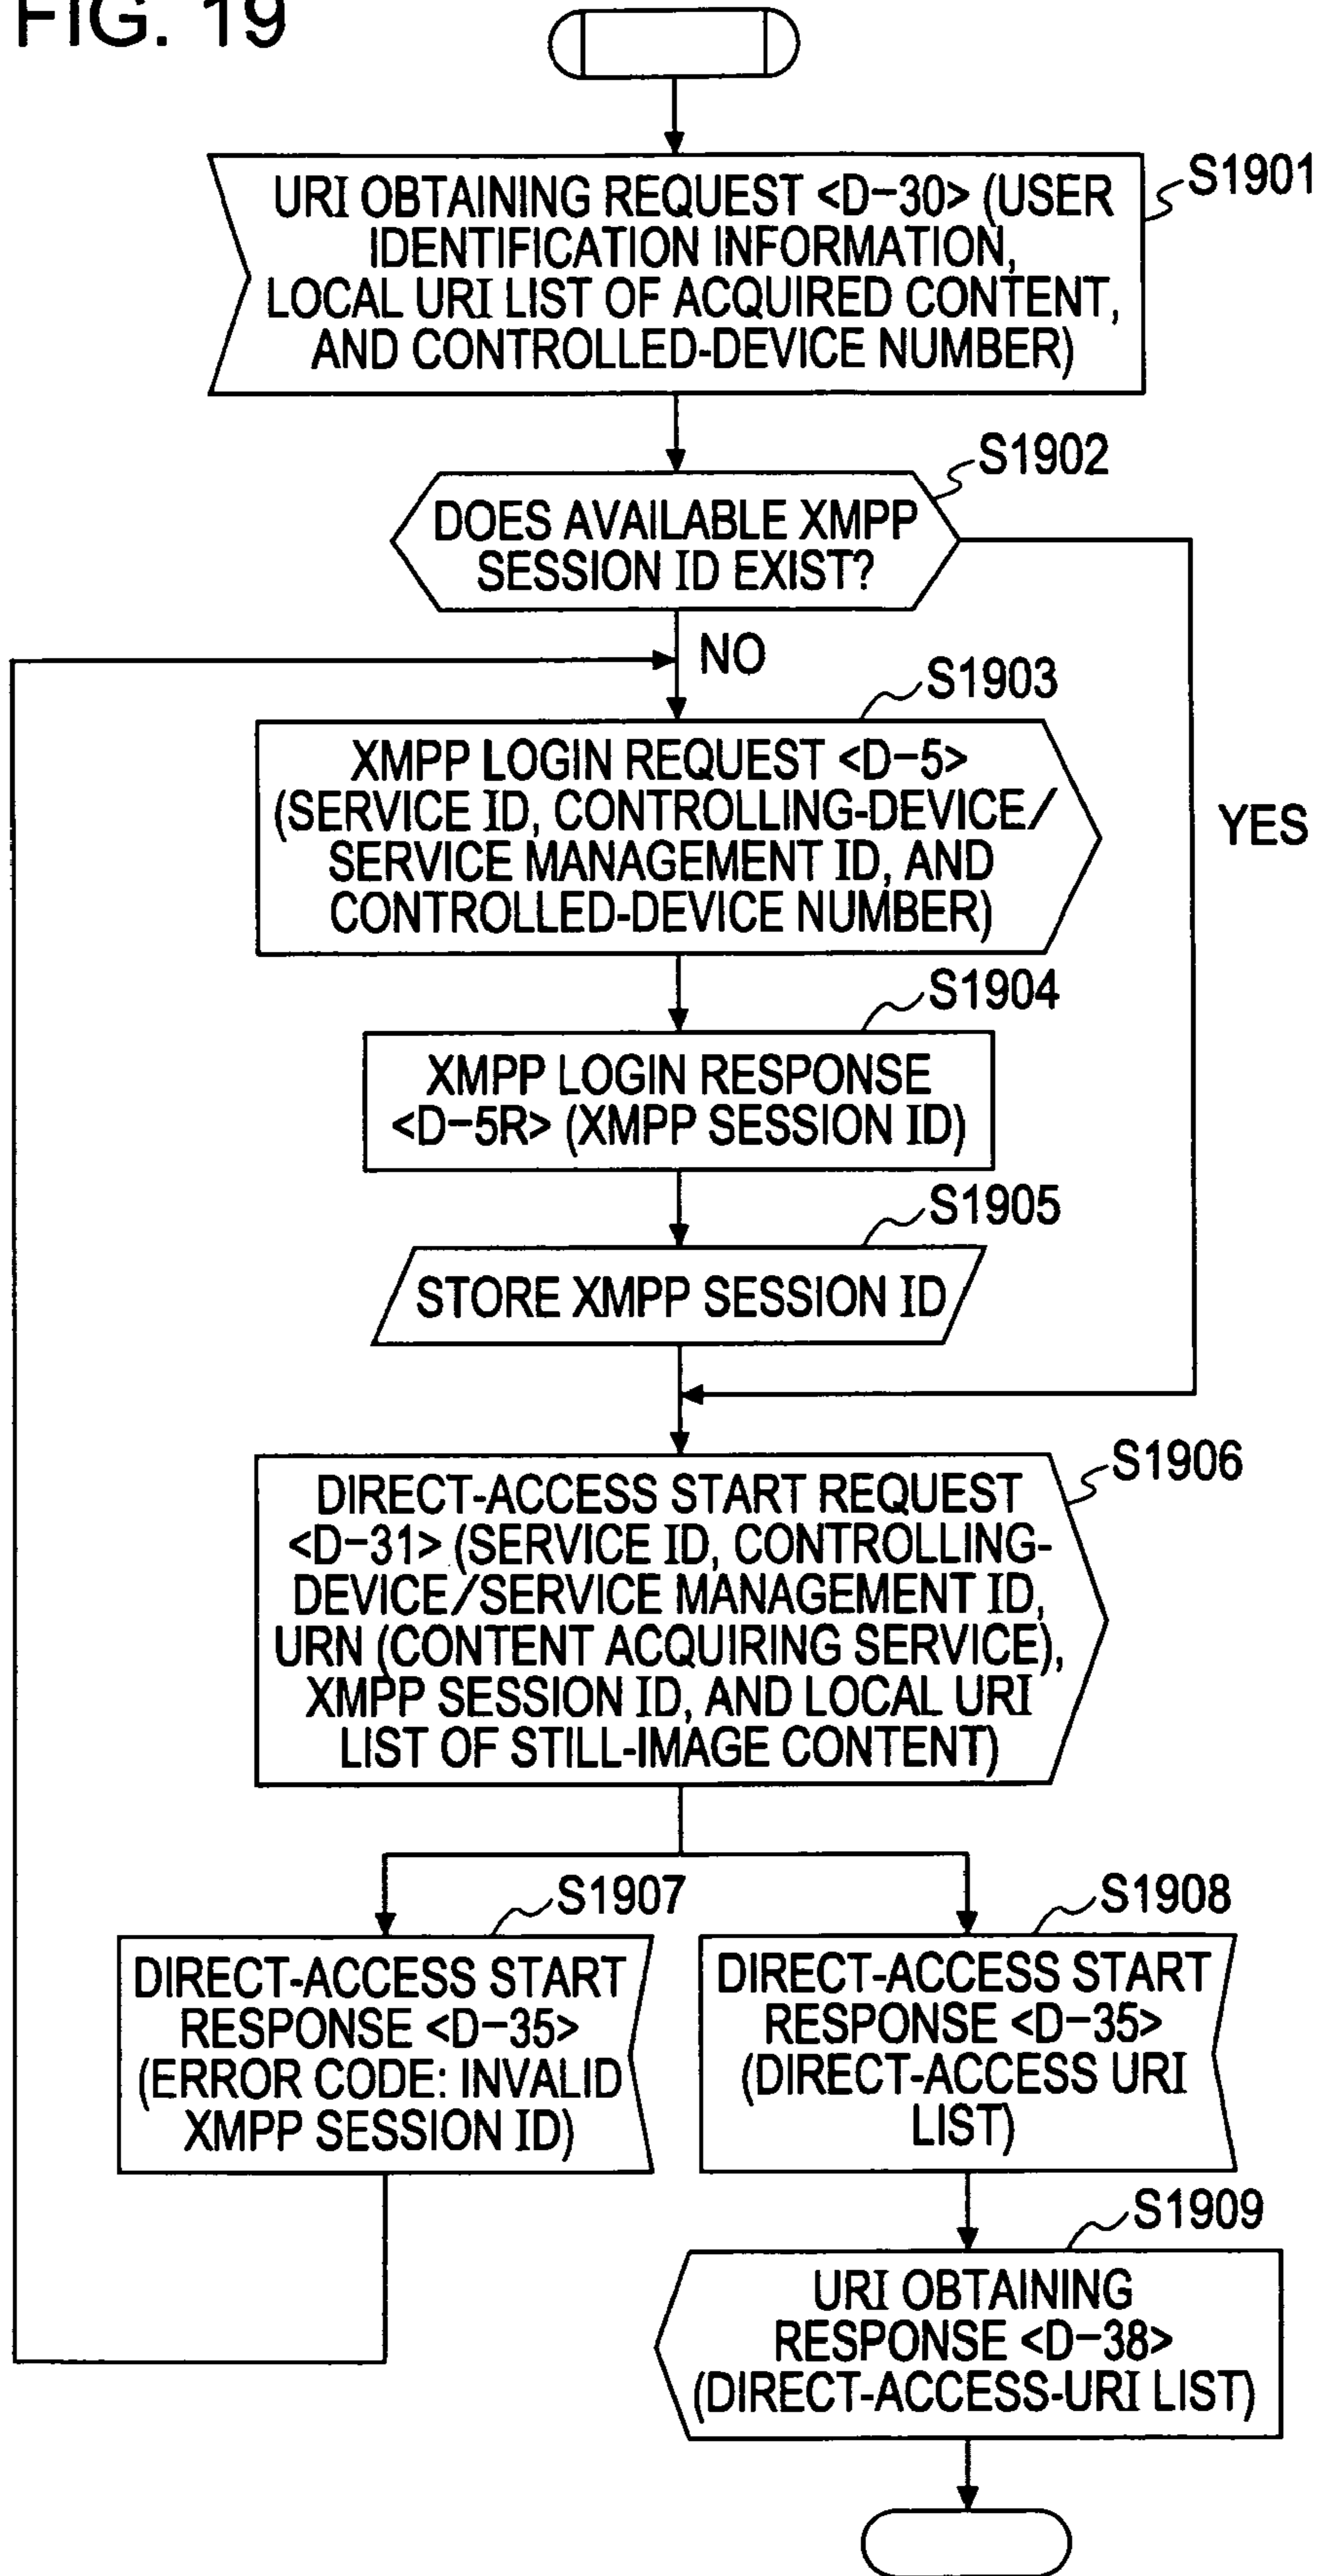 FIG. 19
URI OBTAINING REQUEST <D-30> (USER
IDENTIFICATION INFORMATION,
LOCAL URI LIST OF ACQUIRED CONTENT,
AND CONTROLLED-DEVICE NUMBER)
S1901
DOES AVAILABLE XMPP
SESSION ID EXIST?
S1902
NO
YES
XMPP LOGIN REQUEST <D-5>
(SERVICE ID, CONTROLLING-DEVICE/
SERVICE MANAGEMENT ID, AND
CONTROLLED-DEVICE NUMBER)
S1903
XMPP LOGIN RESPONSE
<D-5R> (XMPP SESSION ID)
S1904
STORE XMPP SESSION ID
S1905
DIRECT-ACCESS START REQUEST
<D-31> (SERVICE ID, CONTROLLING-
DEVICE/SERVICE MANAGEMENT ID,
URN (CONTENT ACQUIRING SERVICE),
XMPP SESSION ID, AND LOCAL URI
LIST OF STILL-IMAGE CONTENT)
S1906
DIRECT-ACCESS START
RESPONSE <D-35>
(ERROR CODE: INVALID
XMPP SESSION ID)
S1907
DIRECT-ACCESS START
RESPONSE <D-35>
(DIRECT-ACCESS URI
LIST)
S1908
URI OBTAINING
RESPONSE <D-38>
(DIRECT-ACCESS-URI LIST)
S1909